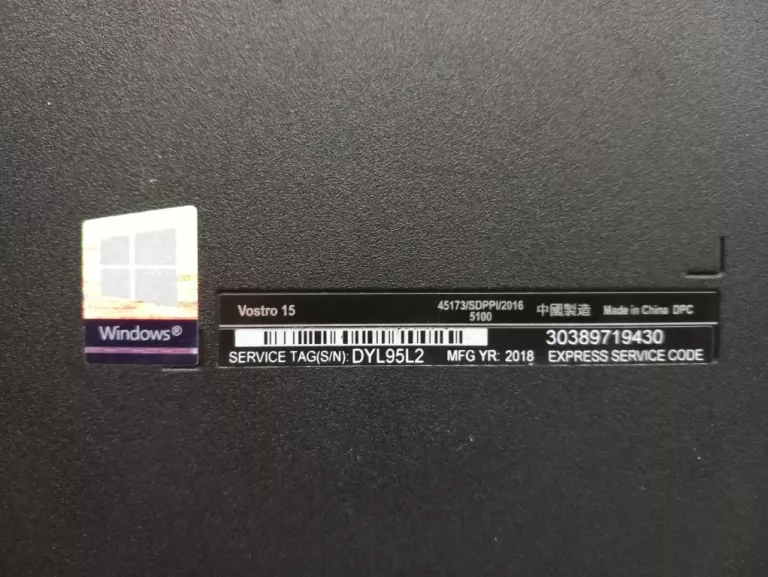 Windows®
Vostro 15
45173/SDPPI/2016
5100
中國製造 Made in China DPC
30389719430
SERVICE TAG(S/N): DYL95L2 MFG YR: 2018 EXPRESS SERVICE CODE